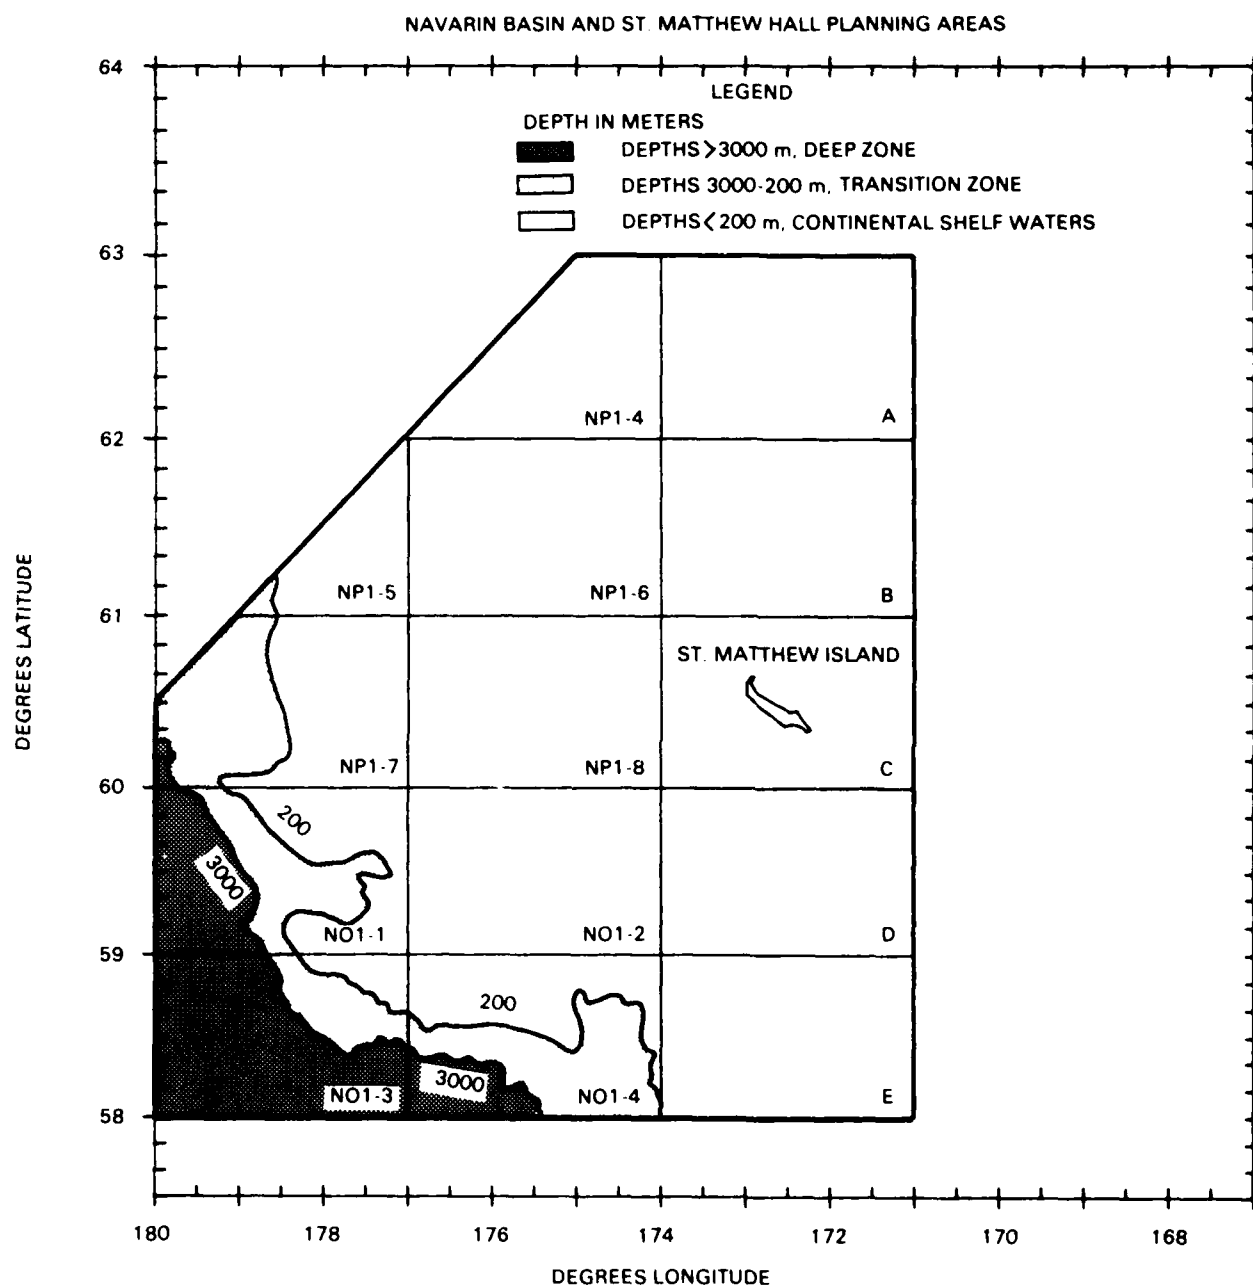 NAVARIN BASIN AND ST. MATTHEW HALL PLANNING AREAS
64
LEGEND
DEPTH IN METERS
DEPTHS >3000 m, DEEP ZONE
DEPTHS 3000-200 m, TRANSITION ZONE
DEPTHS <200 m, CONTINENTAL SHELF WATERS
63
NP1-4 A
62
NP1-5 NP1-6 B
61
ST. MATTHEW ISLAND
NP1-7 NP1-8 C
60
200
3000
NO1-1 NO1-2 D
59
200
3000
NO1-3 NO1-4 E
58
180 178 176 174 172 170 168
DEGREES LONGITUDE
DEGREES LATITUDE